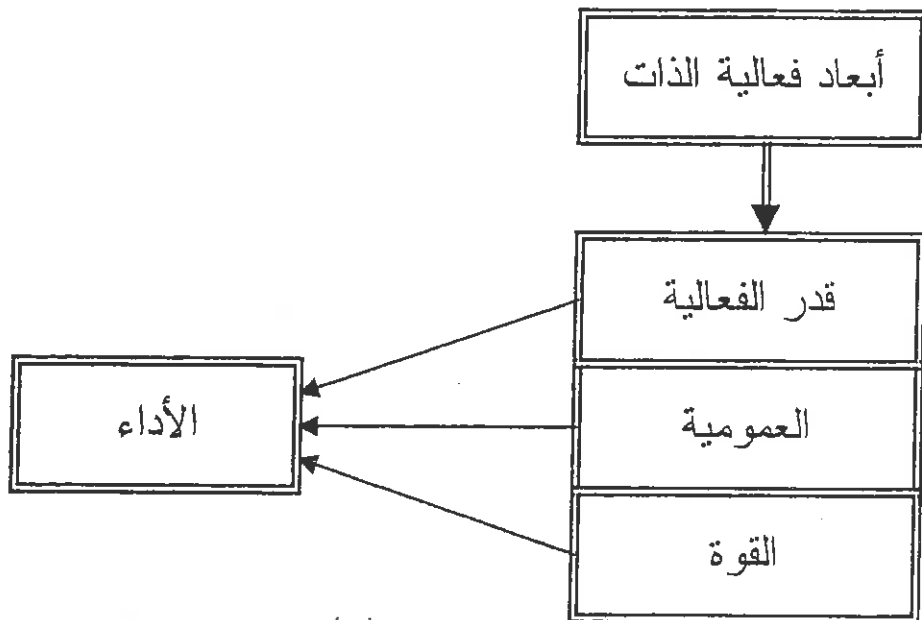 أبعاد فعالية الذات
قدر الفعالية
العمومية
الأداء
القوة